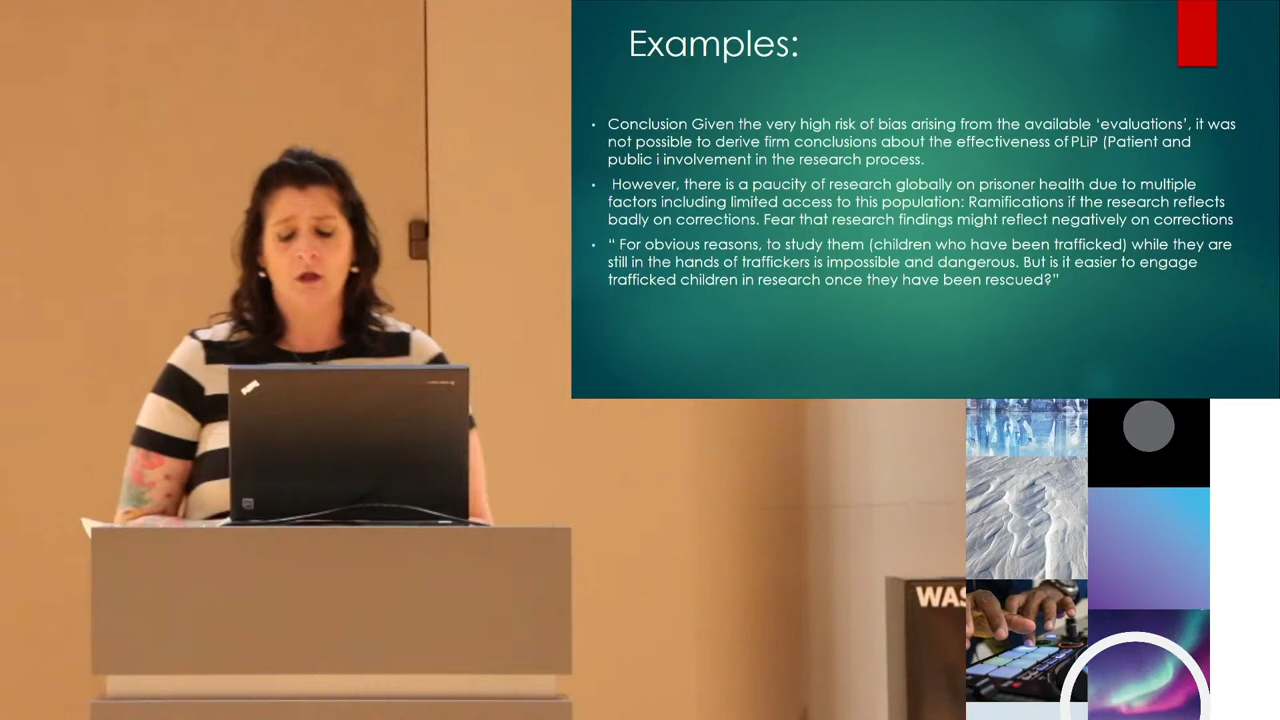 Examples:
Conclusion Given the very high risk of bias arising from the available ‘evaluations’, it was
not possible to derive firm conclusions about the effectiveness of PLiP (Patient and
public i involvement in the research process.
However, there is a paucity of research globally on prisoner health due to multiple
factors including limited access to this population: Ramifications if the research reflects
badly on corrections. Fear that research findings might reflect negatively on corrections
“ For obvious reasons, to study them (children who have been trafficked) while they are
still in the hands of traffickers is impossible and dangerous. But is it easier to engage
trafficked children in research once they have been rescued?”
WAS